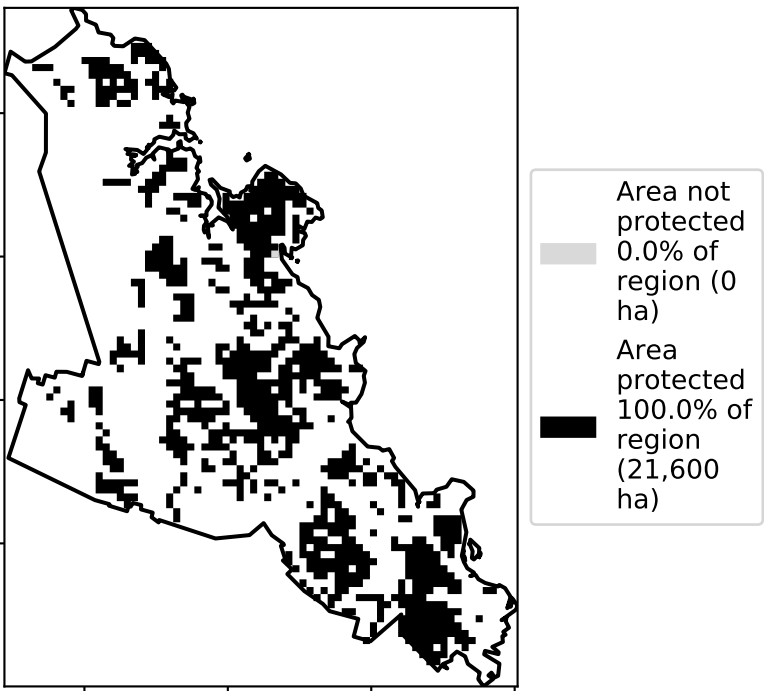 Area not
protected
0.0% of
region (0
ha)
Area
protected
100.0% of
region
(21,600
ha)